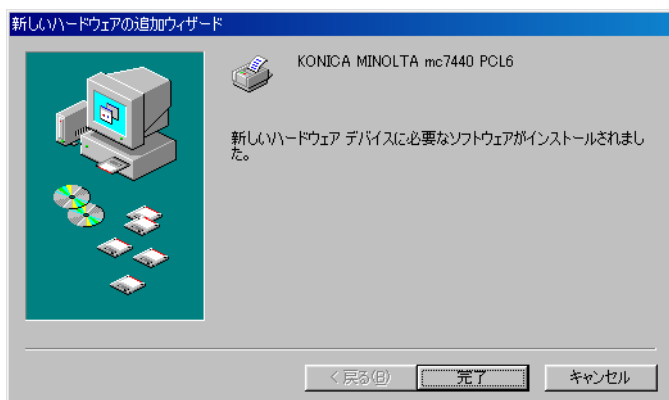 新しいハードウェアの追加ウィザード
KONICA MINOLTA mc7440 PCL6
新しいハードウェア デバイスに必要なソフトウェアがインストールされまし
た。
< 戻る(B)
完了
キャンセル